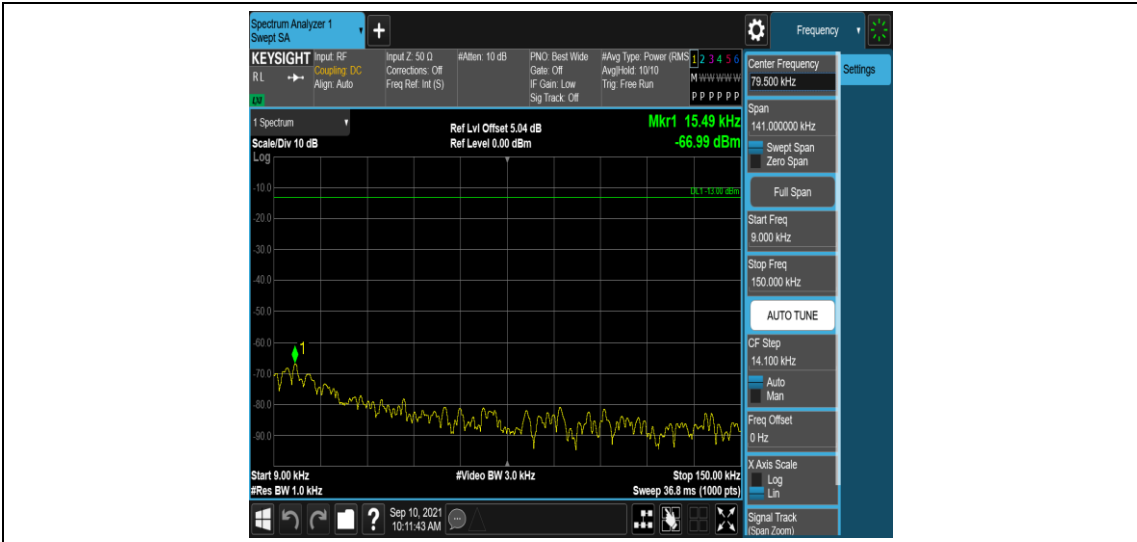 Spectrum Analyzer 1
Swept SA
+
Frequency
KEYSIGHT
RL
LXI
Input: RF
Coupling: DC
Align: Auto
Input Z: 50 Ω
Corrections: Off
Freq Ref: Int (S)
#Atten: 10 dB
PNO: Best Wide
Gate: Off
IF Gain: Low
Sig Track: Off
#Avg Type: Power (RMS
Avg|Hold: 10/10
Trig: Free Run
1 2 3 4 5 6
M W W W W W
P P P P P P
1 Spectrum
Scale/Div 10 dB
Log
Ref Lvl Offset 5.04 dB
Ref Level 0.00 dBm
Mkr1 15.49 kHz
-66.99 dBm
DL1 -13.00 dBm
-10.0
-20.0
-30.0
-40.0
-50.0
-60.0
-70.0
-80.0
-90.0
1
Start 9.00 kHz
#Res BW 1.0 kHz
#Video BW 3.0 kHz
Stop 150.00 kHz
Sweep 36.8 ms (1000 pts)
?
Sep 10, 2021
10:11:43 AM
Center Frequency
79.500 kHz
Settings
Span
141.000000 kHz
Swept Span
Zero Span
Full Span
Start Freq
9.000 kHz
Stop Freq
150.000 kHz
AUTO TUNE
CF Step
14.100 kHz
Auto
Man
Freq Offset
0 Hz
X Axis Scale
Log
Lin
Signal Track
(Span Zoom)